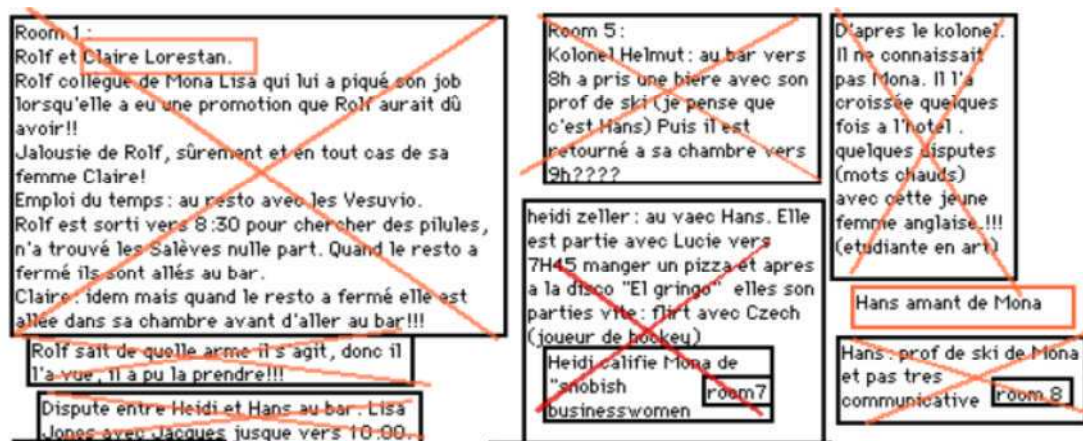 Room 1 :
Rolf et Claire Lorestan.
Rolf collègue de Mona Lisa qui lui a piqué son job
lorsqu'elle a eu une promotion que Rolf aurait dû
avoir!!
Jalousie de Rolf, sûrement et en tout cas de sa
femme Claire!
Emploi du temps : au resto avec les Vesuvio.
Rolf est sorti vers 8:30 pour chercher des pilules,
n'a trouvé les Salèves nulle part. Quand le resto a
fermé ils sont allés au bar.
Claire : idem mais quand le resto a fermé elle est
allée dans sa chambre avant d'aller au bar!!!
Rolf sait de quelle arme il s'agit, donc il
l'a vue, il a pu la prendre!!!
Dispute entre Heidi et Hans au bar. Lisa
Jones avec Jacques jusque vers 10:00.
Room 5 :
Kolonel Helmut : au bar vers
8h a pris une biere avec son
prof de ski (je pense que
c'est Hans) Puis il est
retourné a sa chambre vers
9h????
heidi zeller : au vaec Hans. Elle
est partie avec Lucie vers
7H45 manger un pizza et apres
a la disco "El gringo" elles son
parties vite : flirt avec Czech
(joueur de hockeu)
Heidi califie Mona de
"snobish
businesswomen
room7
D'apres le kolonel.
Il ne connaissait
pas Mona. Il l'a
croissée quelques
fois a l'hotel .
quelques disputes
(mots chauds)
avec cette jeune
femme anglaise.!!!
(etudiante en art)
Hans amant de Mona
Hans : prof de ski de Mona
et pas tres
communicative
room 8